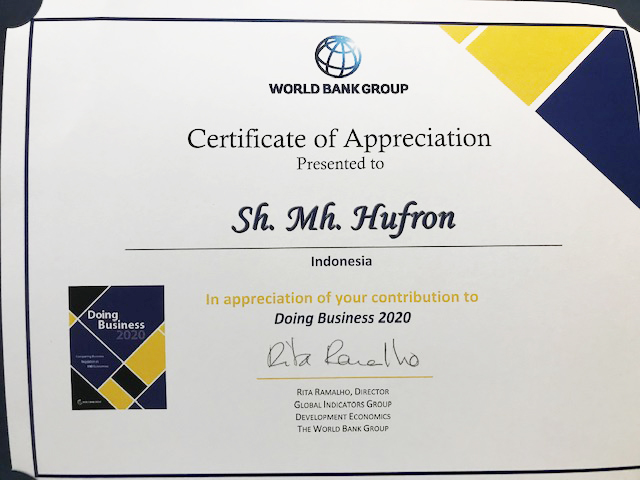 WORLD BANK GROUP
Certificate of Appreciation
Presented to
Sh. Mh. Hufron
Indonesia
In appreciation of your contribution to
Doing Business 2020
Doing
Business
2020
Rita Ramalho
RITA RAMALHO, DIRECTOR
GLOBAL INDICATORS GROUP
DEVELOPMENT ECONOMICS
THE WORLD BANK GROUP